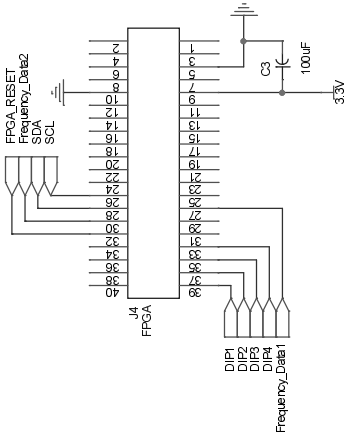 FPGA_RESET
Frequency_Data2
SDA
SCL
2
4
6
8
10
12
14
16
18
20
22
24
26
28
30
32
34
36
38
40
1
3
5
7
9
11
13
15
17
19
21
23
25
27
29
31
33
35
37
39
C3
100uF
3.3V
J4
FPGA
DIP1
DIP2
DIP3
DIP4
Frequency_Data1